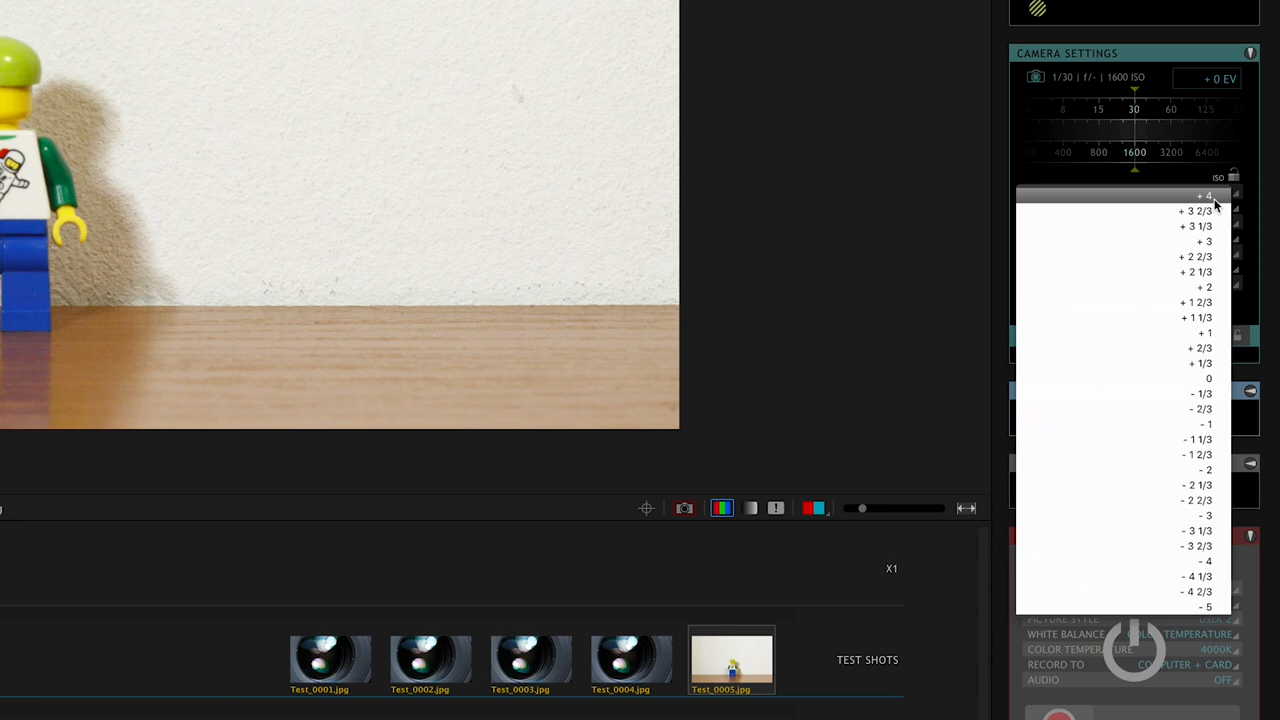 CAMERA SETTINGS
1/30 | f/- | 1600 ISO
+ 0 EV
8 15 30 60 125
400 800 1600 3200 6400
ISO
+ 4
+ 3 2/3
+ 3 1/3
+ 3
+ 2 2/3
+ 2 1/3
+ 2
+ 1 2/3
+ 1 1/3
+ 1
+ 2/3
+ 1/3
0
- 1/3
- 2/3
- 1
- 1 1/3
- 1 2/3
- 2
- 2 1/3
- 2 2/3
- 3
- 3 1/3
- 3 2/3
- 4
- 4 1/3
- 4 2/3
- 5
PICTURE STYLE USER 2
WHITE BALANCE COLOR TEMPERATURE
COLOR TEMPERATURE 4000K
RECORD TO COMPUTER + CARD
AUDIO OFF
X1
TEST SHOTS
Test_0001.jpg
Test_0002.jpg
Test_0003.jpg
Test_0004.jpg
Test_0005.jpg